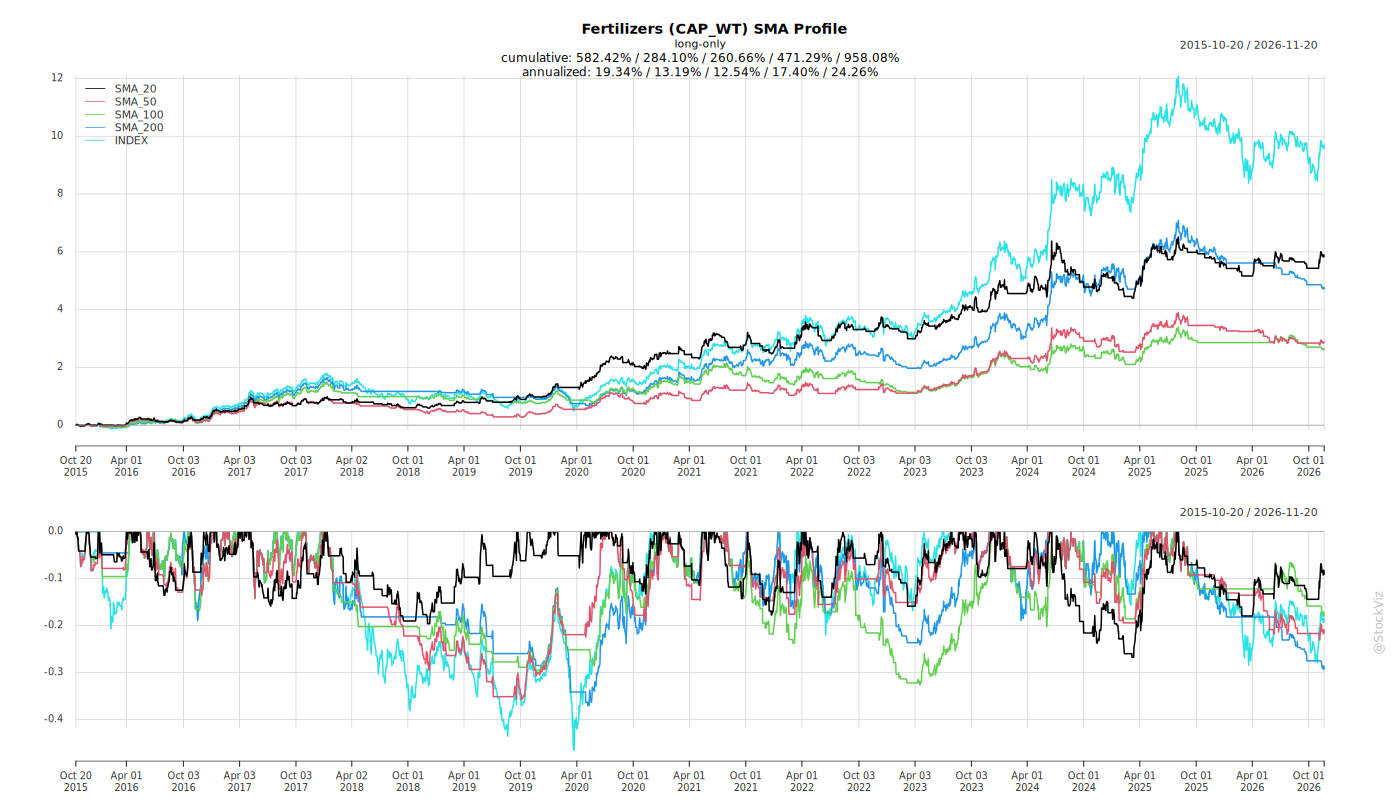 Fertilizers (CAP_WT) SMA Profile
long-only
cumulative: 582.42% / 284.10% / 260.66% / 471.29% / 958.08%
annualized: 19.34% / 13.19% / 12.54% / 17.40% / 24.26%
2015-10-20 / 2026-11-20
SMA_20
SMA_50
SMA_100
SMA_200
INDEX
12
10
8
6
4
2
0
Oct 20 Apr 01 Oct 03 Apr 03 Oct 03 Apr 02 Oct 01 Apr 01 Oct 01 Apr 01 Oct 01 Apr 01 Oct 01 Apr 01 Oct 03 Apr 03 Oct 03 Apr 01 Oct 01 Apr 01 Oct 01 Apr 01 Oct 01
2015 2016 2016 2017 2017 2018 2018 2019 2019 2020 2020 2021 2021 2022 2022 2023 2023 2024 2024 2025 2025 2026 2026
2015-10-20 / 2026-11-20
0.0
-0.1
-0.2
-0.3
-0.4
Oct 20 Apr 01 Oct 03 Apr 03 Oct 03 Apr 02 Oct 01 Apr 01 Oct 01 Apr 01 Oct 01 Apr 01 Oct 01 Apr 01 Oct 03 Apr 03 Oct 03 Apr 01 Oct 01 Apr 01 Oct 01 Apr 01 Oct 01
2015 2016 2016 2017 2017 2018 2018 2019 2019 2020 2020 2021 2021 2022 2022 2023 2023 2024 2024 2025 2025 2026 2026
@StockViz